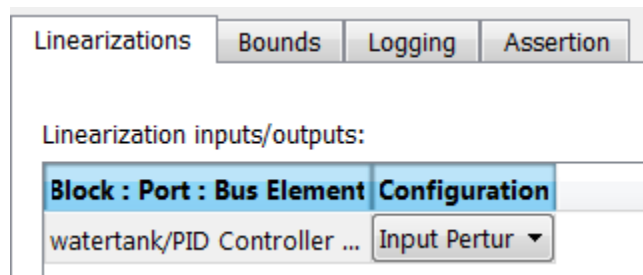 Linearizations Bounds Logging Assertion
Linearization inputs/outputs:
Block : Port : Bus Element Configuration
watertank/PID Controller ... Input Pertur